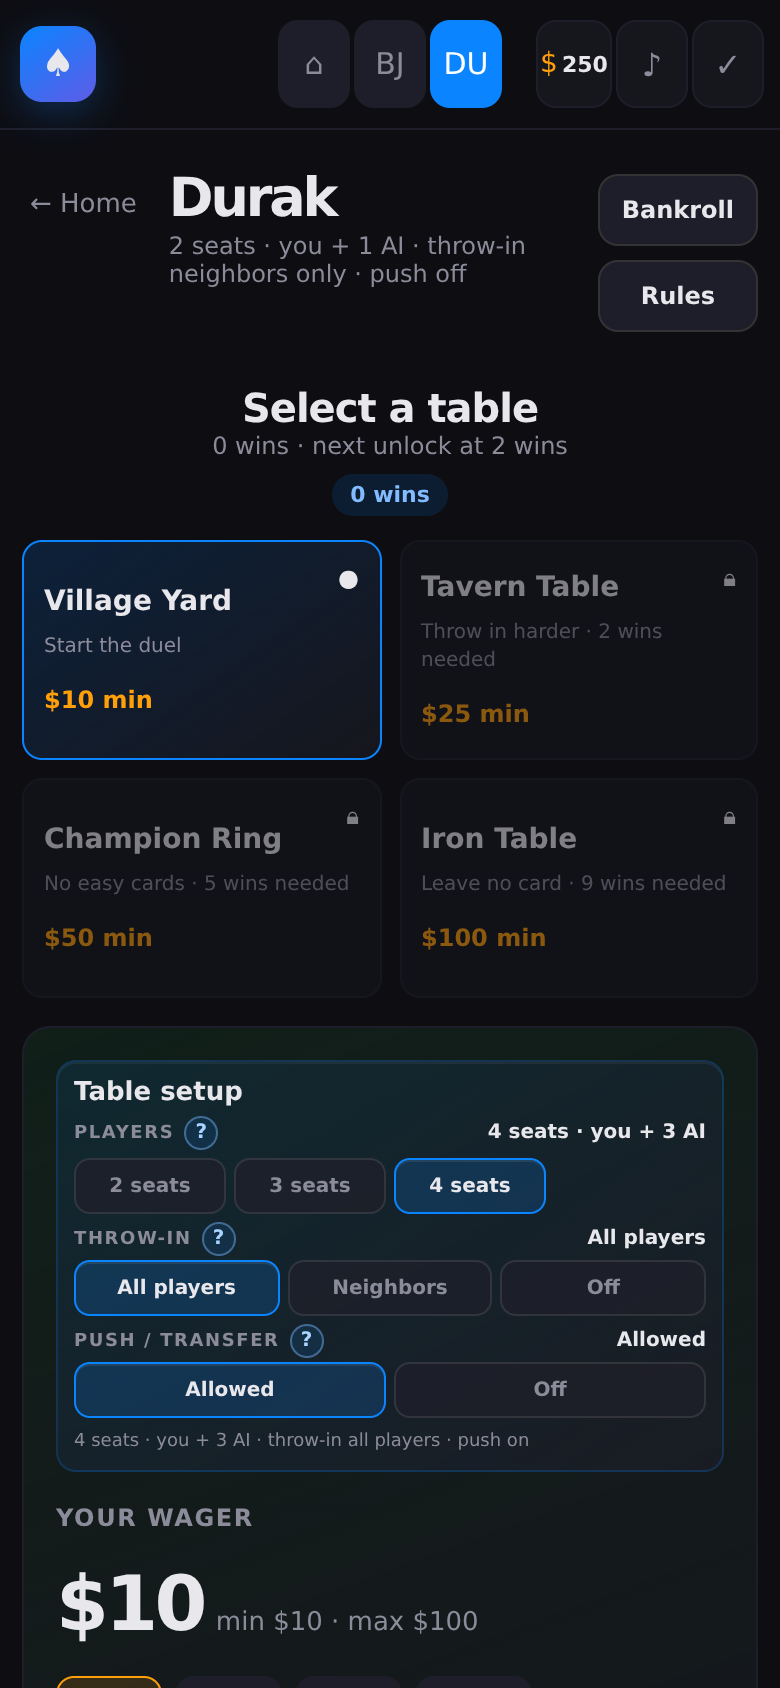 ♠ ⌂ BJ DU $ 250 ♪ ✓
← Home
Durak
2 seats · you + 1 AI · throw-in
neighbors only · push off
Bankroll
Rules
Select a table
0 wins · next unlock at 2 wins
0 wins
Village Yard
Start the duel
$10 min
Tavern Table
Throw in harder · 2 wins
needed
$25 min
Champion Ring
No easy cards · 5 wins needed
$50 min
Iron Table
Leave no card · 9 wins needed
$100 min
Table setup
PLAYERS ? 4 seats · you + 3 AI
2 seats 3 seats 4 seats
THROW-IN ? All players
All players Neighbors Off
PUSH / TRANSFER ? Allowed
Allowed Off
4 seats · you + 3 AI · throw-in all players · push on
YOUR WAGER
$10 min $10 · max $100